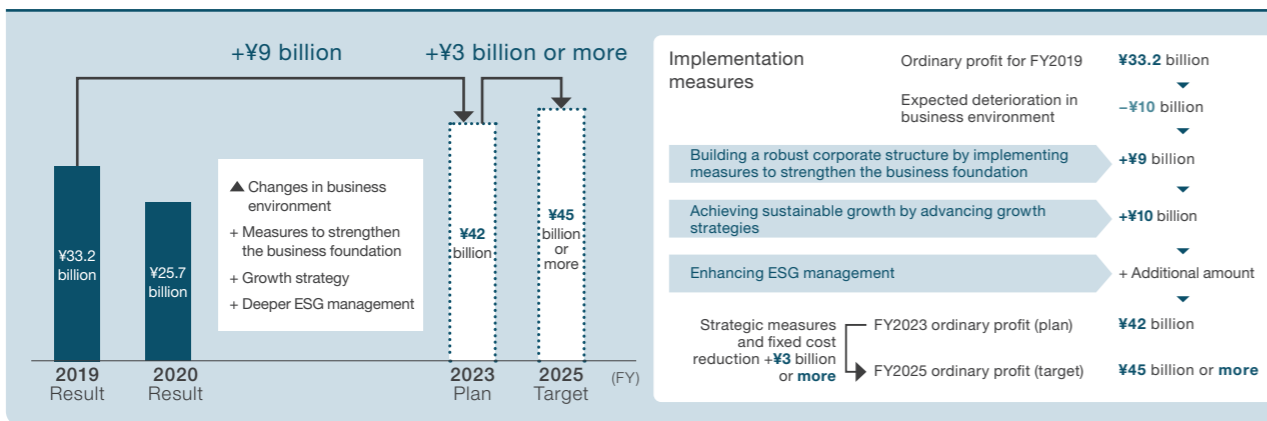 +¥9 billion
+¥3 billion or more
¥33.2
billion
¥25.7
billion
▲ Changes in business
environment
+ Measures to strengthen
the business foundation
+ Growth strategy
+ Deeper ESG management
¥42
billion
¥45
billion
or
more
2019
Result
2020
Result
2023
Plan
2025
Target
(FY)
Implementation
measures
Ordinary profit for FY2019
¥33.2 billion
Expected deterioration in
business environment
−¥10 billion
Building a robust corporate structure by implementing
measures to strengthen the business foundation
+¥9 billion
Achieving sustainable growth by advancing growth
strategies
+¥10 billion
Enhancing ESG management
+ Additional amount
Strategic measures
and fixed cost
reduction +¥3 billion
or more
FY2023 ordinary profit (plan)
¥42 billion
FY2025 ordinary profit (target)
¥45 billion or more